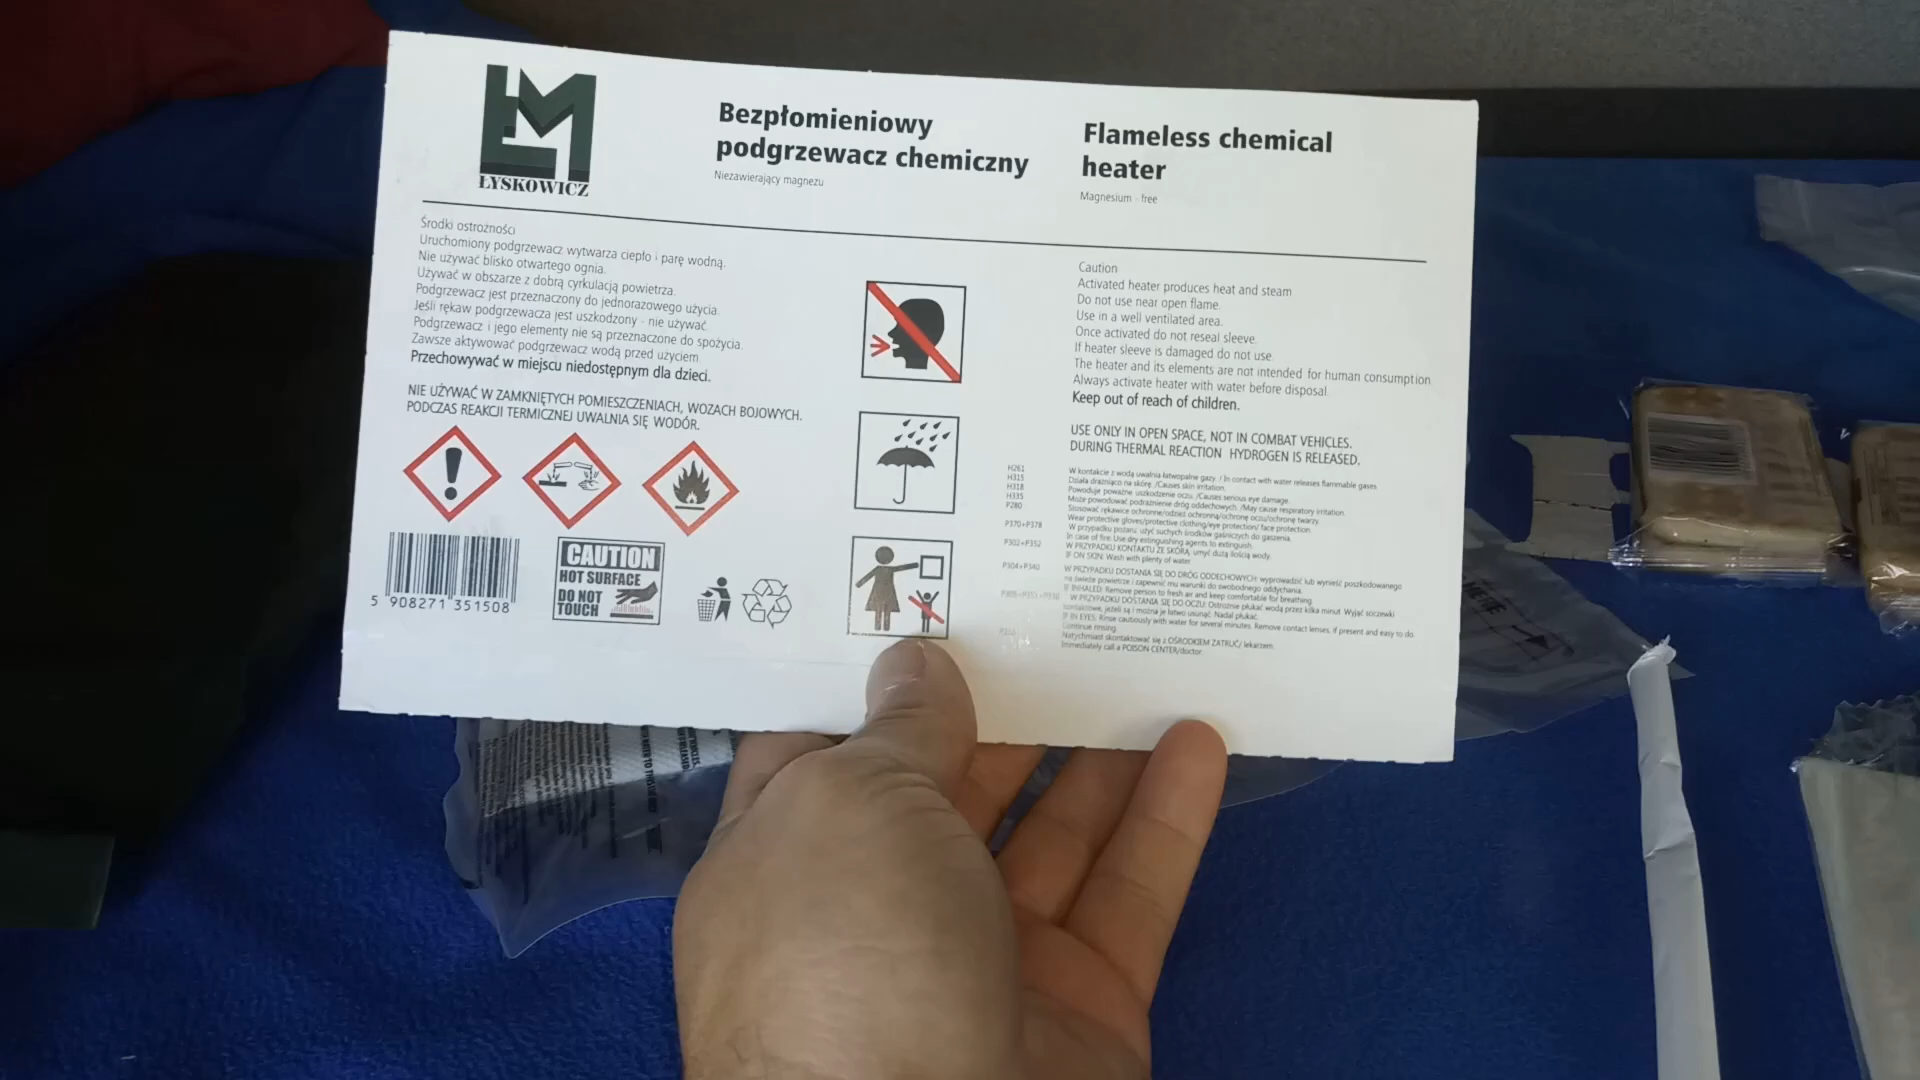 ŁYSKOWICZ
Bezpłomieniowy
podgrzewacz chemiczny
Niezawierający magnezu
Flameless chemical
heater
Magnesium - free
Środki ostrożności
Uruchomiony podgrzewacz wytwarza ciepło i parę wodną.
Nie używać blisko otwartego ognia.
Używać w obszarze z dobrą cyrkulacją powietrza.
Podgrzewacz jest przeznaczony do jednorazowego użycia.
Jeśli rękaw podgrzewacza jest uszkodzony - nie używać.
Podgrzewacz i jego elementy nie są przeznaczone do spożycia.
Zawsze aktywować podgrzewacz wodą przed użyciem.
Przechowywać w miejscu niedostępnym dla dzieci.
NIE UŻYWAĆ W ZAMKNIĘTYCH POMIESZCZENIACH, WOZACH BOJOWYCH.
PODCZAS REAKCJI TERMICZNEJ UWALNIA SIĘ WODÓR.
5 908271 351508
CAUTION
HOT SURFACE
DO NOT
TOUCH
Caution
Activated heater produces heat and steam
Do not use near open flame.
Use in a well ventilated area.
Once activated do not reseal sleeve.
If heater sleeve is damaged do not use.
The heater and its elements are not intended for human consumption.
Always activate heater with water before disposal.
Keep out of reach of children.
USE ONLY IN OPEN SPACE, NOT IN COMBAT VEHICLES.
DURING THERMAL REACTION HYDROGEN IS RELEASED.
H261 W kontakcie z wodą uwalnia łatwopalne gazy. / In contact with water releases flammable gases
H315 Działa drażniąco na skórę. /Causes skin irritation.
H318 Powoduje poważne uszkodzenie oczu. /Causes serious eye damage.
H335 Może powodować podrażnienie dróg oddechowych. /May cause respiratory irritation.
P280 Stosować rękawice ochronne/odzież ochronną/ochronę oczu/ochronę twarzy.
Wear protective gloves/protective clothing/eye protection/ face protection.
P370+P378 W przypadku pożaru: użyć suchych środków gaśniczych do gaszenia.
In case of fire: Use dry extinguishing agents to extinguish.
P302+P352 W PRZYPADKU KONTAKTU ZE SKÓRĄ: umyć dużą ilością wody.
IF ON SKIN: Wash with plenty of water
P304+P340 W PRZYPADKU DOSTANIA SIĘ DO DRÓG ODDECHOWYCH: wyprowadzić lub wynieść poszkodowanego
na świeże powietrze i zapewnić mu warunki do swobodnego oddychania.
IF INHALED: Remove person to fresh air and keep comfortable for breathing.
W PRZYPADKU DOSTANIA SIĘ DO OCZU: Ostrożnie płukać wodą przez kilka minut. Wyjąć soczewki
kontaktowe, jeżeli są i można je łatwo usunąć. Nadal płukać.
IF IN EYES: Rinse cautiously with water for several minutes. Remove contact lenses, if present and easy to do.
Continue rinsing.
Natychmiast skontaktować się z OŚRODKIEM ZATRUĆ/ lekarzem.
Immediately call a POISON CENTER/doctor.